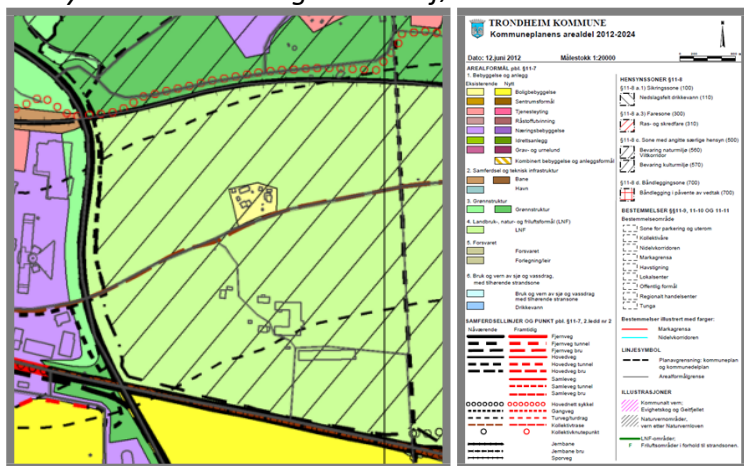 TRONDHEIM KOMMUNE
Kommuneplanens arealdel 2012-2024
Dato: 12.juni 2012
Målestokk 1:20000
AREALFORMÅL pbl. §11-7
1. Bebyggelse og anlegg
Eksisterende Nytt
Boligbebyggelse
Sentrumsformål
Tjenesteyting
Råstoffutvinning
Næringsbebyggelse
Idrettsanlegg
Grav- og urnelund
Kombinert bebyggelse og anleggsformål
2. Samferdsel og teknisk infrastruktur
Bane
Havn
3. Grønnstruktur
Grønnstruktur
4. Landbruk-, natur- og friluftsformål (LNF)
LNF
5. Forsvaret
Forsvaret
Forlegning/leir
6. Bruk og vern av sjø og vassdrag,
med tilhørende strandsone
Bruk og vern av sjø og vassdrag
med tilhørende strandsone
Drikkevann
SAMFERDSELLINJER OG PUNKT pbl. §11-7, 2.ledd nr 2
Nåværende Framtidig
Fjernveg
Fjernveg tunnel
Fjernveg bru
Hovedveg
Hovedveg tunnel
Hovedveg bru
Samleveg
Samleveg tunnel
Samleveg bru
Hovednett sykkel
Gangveg
Turveg/turdrag
Kollektivtrase
Kollektivknutepunkt
Jernbane
Jernbane bru
Sporveg
HENSYNSSONER §11-8
§11-8 a.1) Sikringssone (100)
Nedslagsfelt drikkevann (110)
§11-8 a.3) Faresone (300)
Ras- og skredfare (310)
§11-8 c. Sone med angitte særlige hensyn (500)
Bevaring naturmiljø (560)
Viltkorridor
Bevaring kulturmiljø (570)
§11-8 d. Båndleggingsone (700)
Båndlegging i påvente av vedtak (700)
BESTEMMELSER §§11-9, 11-10 OG 11-11
Bestemmelseområde
Sone for parkering og uterom
Kollektivåre
Nidelvkorridoren
Markagrensa
Havstigning
Lokalsenter
Offentlig formål
Regionalt handelsenter
Tunga
Bestemmelser illustrert med farger:
Markagrensa
Nidelvkorridoren
LINJESYMBOL
Planavgrensning: kommuneplan
og kommunedelplan
Arealformålgrense
ILLUSTRASJONER
Kommunalt vern;
Evighetskog og Geitfjellet
Naturvernområder,
vern etter Naturvernloven
LNF-områder;
F Friluftsområder i forhold til strandsonen.